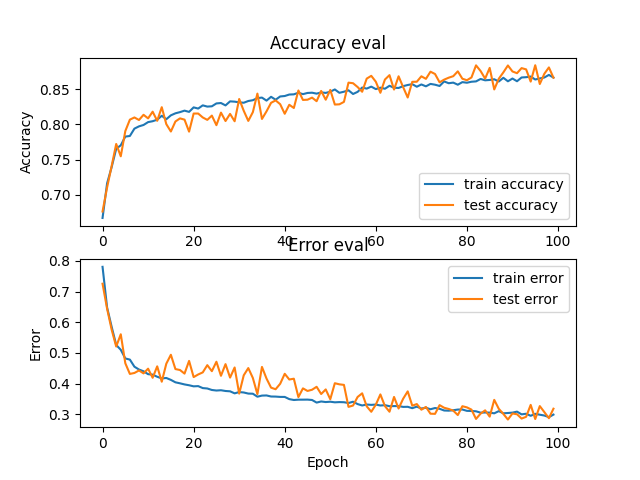 Accuracy eval
Accuracy
0.85
0.80
0.75
0.70
train accuracy
test accuracy
0 20 40 60 80 100
Error eval
Error
0.8
0.7
0.6
0.5
0.4
0.3
train error
test error
0 20 40 60 80 100
Epoch